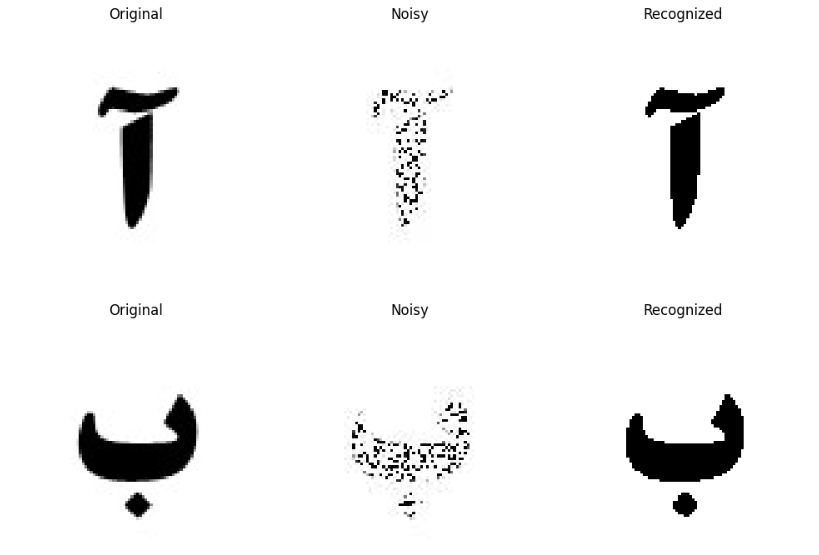 Original Noisy Recognized
آ آ آ
Original Noisy Recognized
ب ب ب